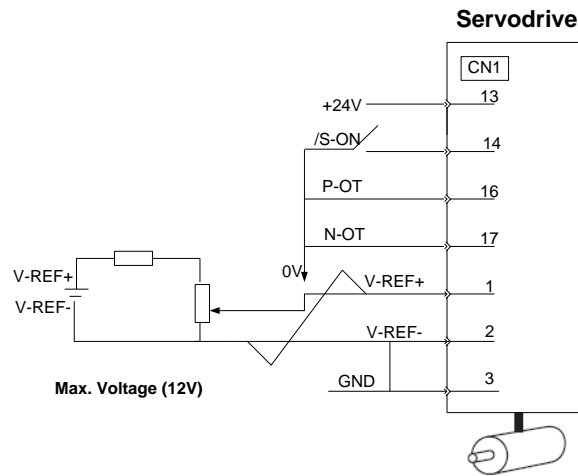 Servodrive
CN1
+24V 13
/S-ON 14
P-OT 16
N-OT 17
0V
V-REF+ V-REF+ 1
V-REF- V-REF- 2
Max. Voltage (12V) GND 3